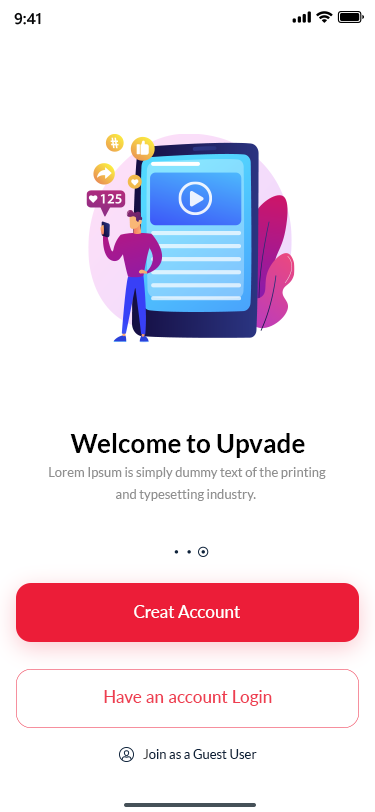 9:41
#
125
Welcome to Upvade
Lorem Ipsum is simply dummy text of the printing
and typesetting industry.
Creat Account
Have an account Login
Join as a Guest User